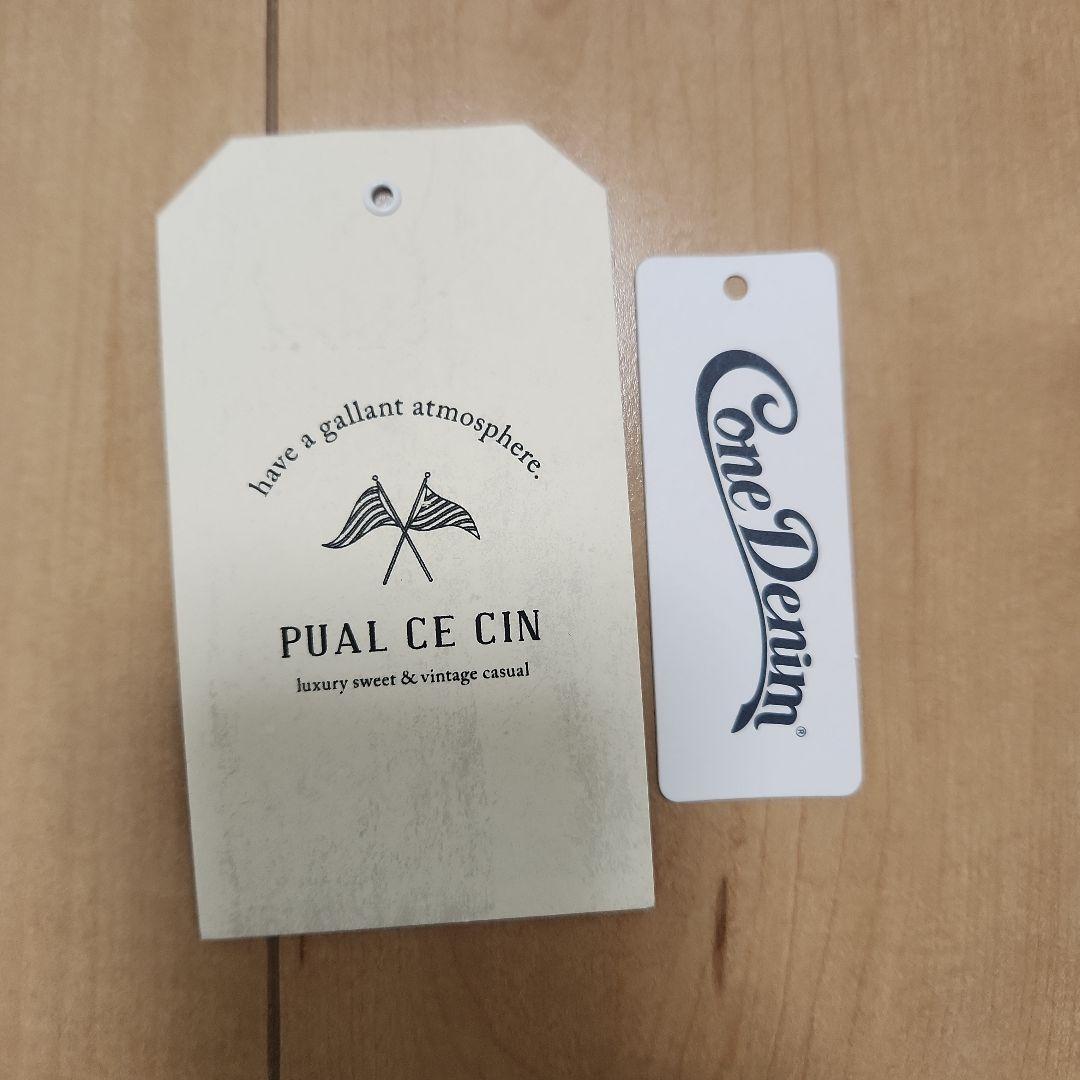 have a gallant atmosphere.
PUAL CE CIN
luxury sweet & vintage casual
Cone Denim®